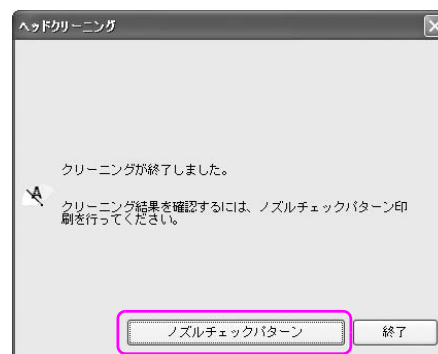 ヘッドクリーニング
クリーニングが終了しました。
クリーニング結果を確認するには、ノズルチェックパターン印
刷を行ってください。
ノズルチェックパターン
終了